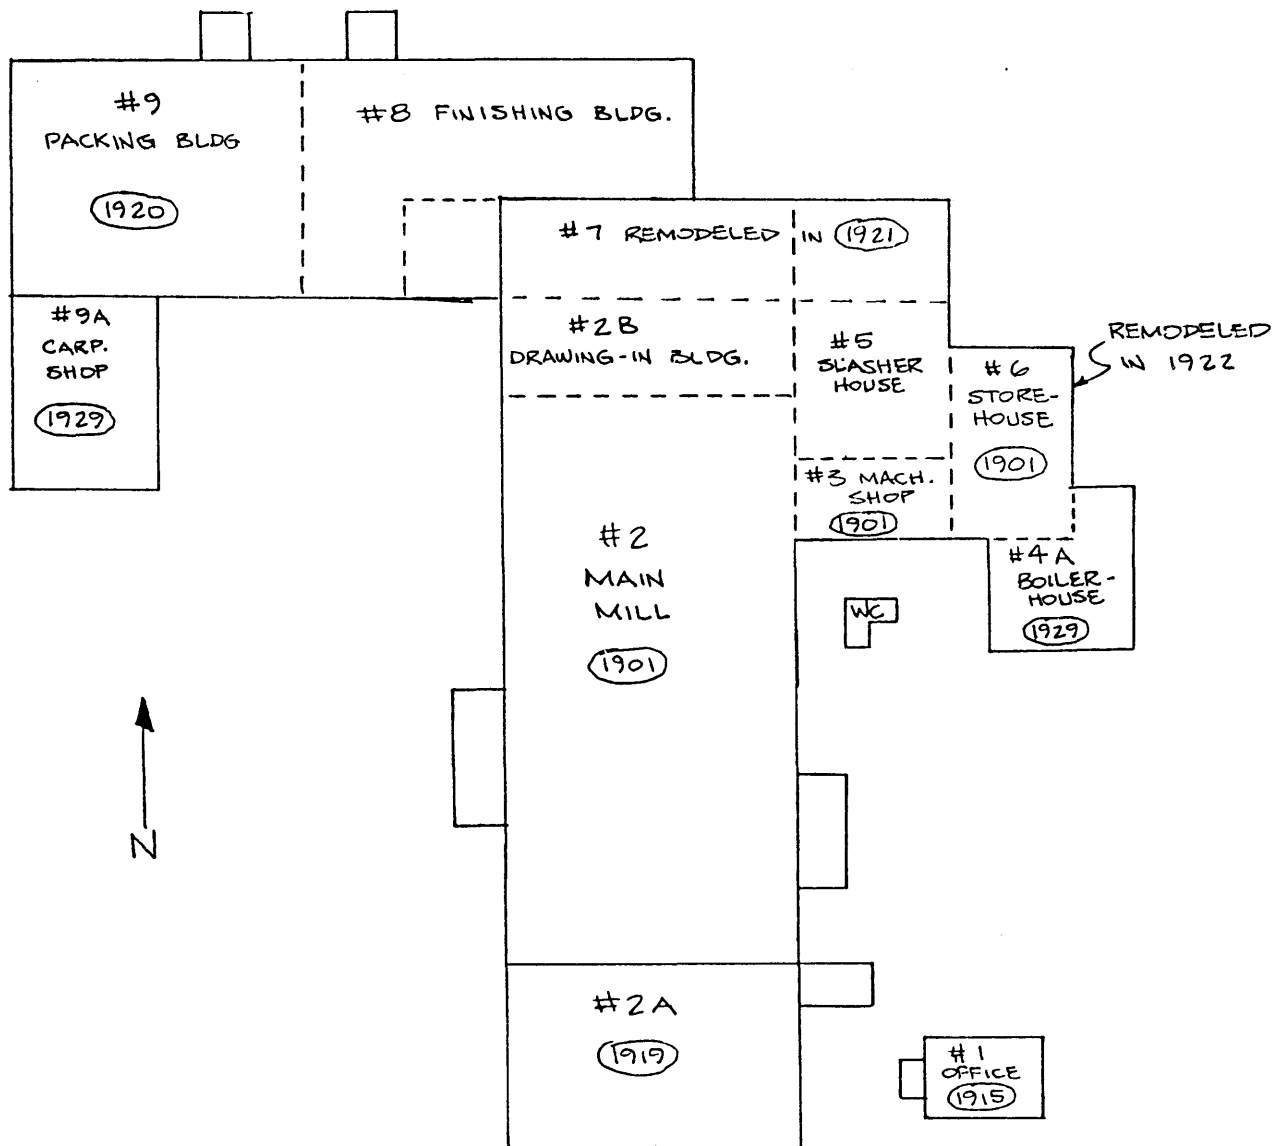 #9
PACKING BLDG
1920
#8 FINISHING BLDG.
#7 REMODELED IN 1921
#9A
CARP.
SHOP
1929
#2B
DRAWING-IN BLDG.
#5
SLASHER
HOUSE
#6
STORE-
HOUSE
1901
REMODELED
IN 1922
#3 MACH.
SHOP
1901
#2
MAIN
MILL
1901
#4A
BOILER-
HOUSE
1929
WC
N
#2A
1919
#1
OFFICE
1915